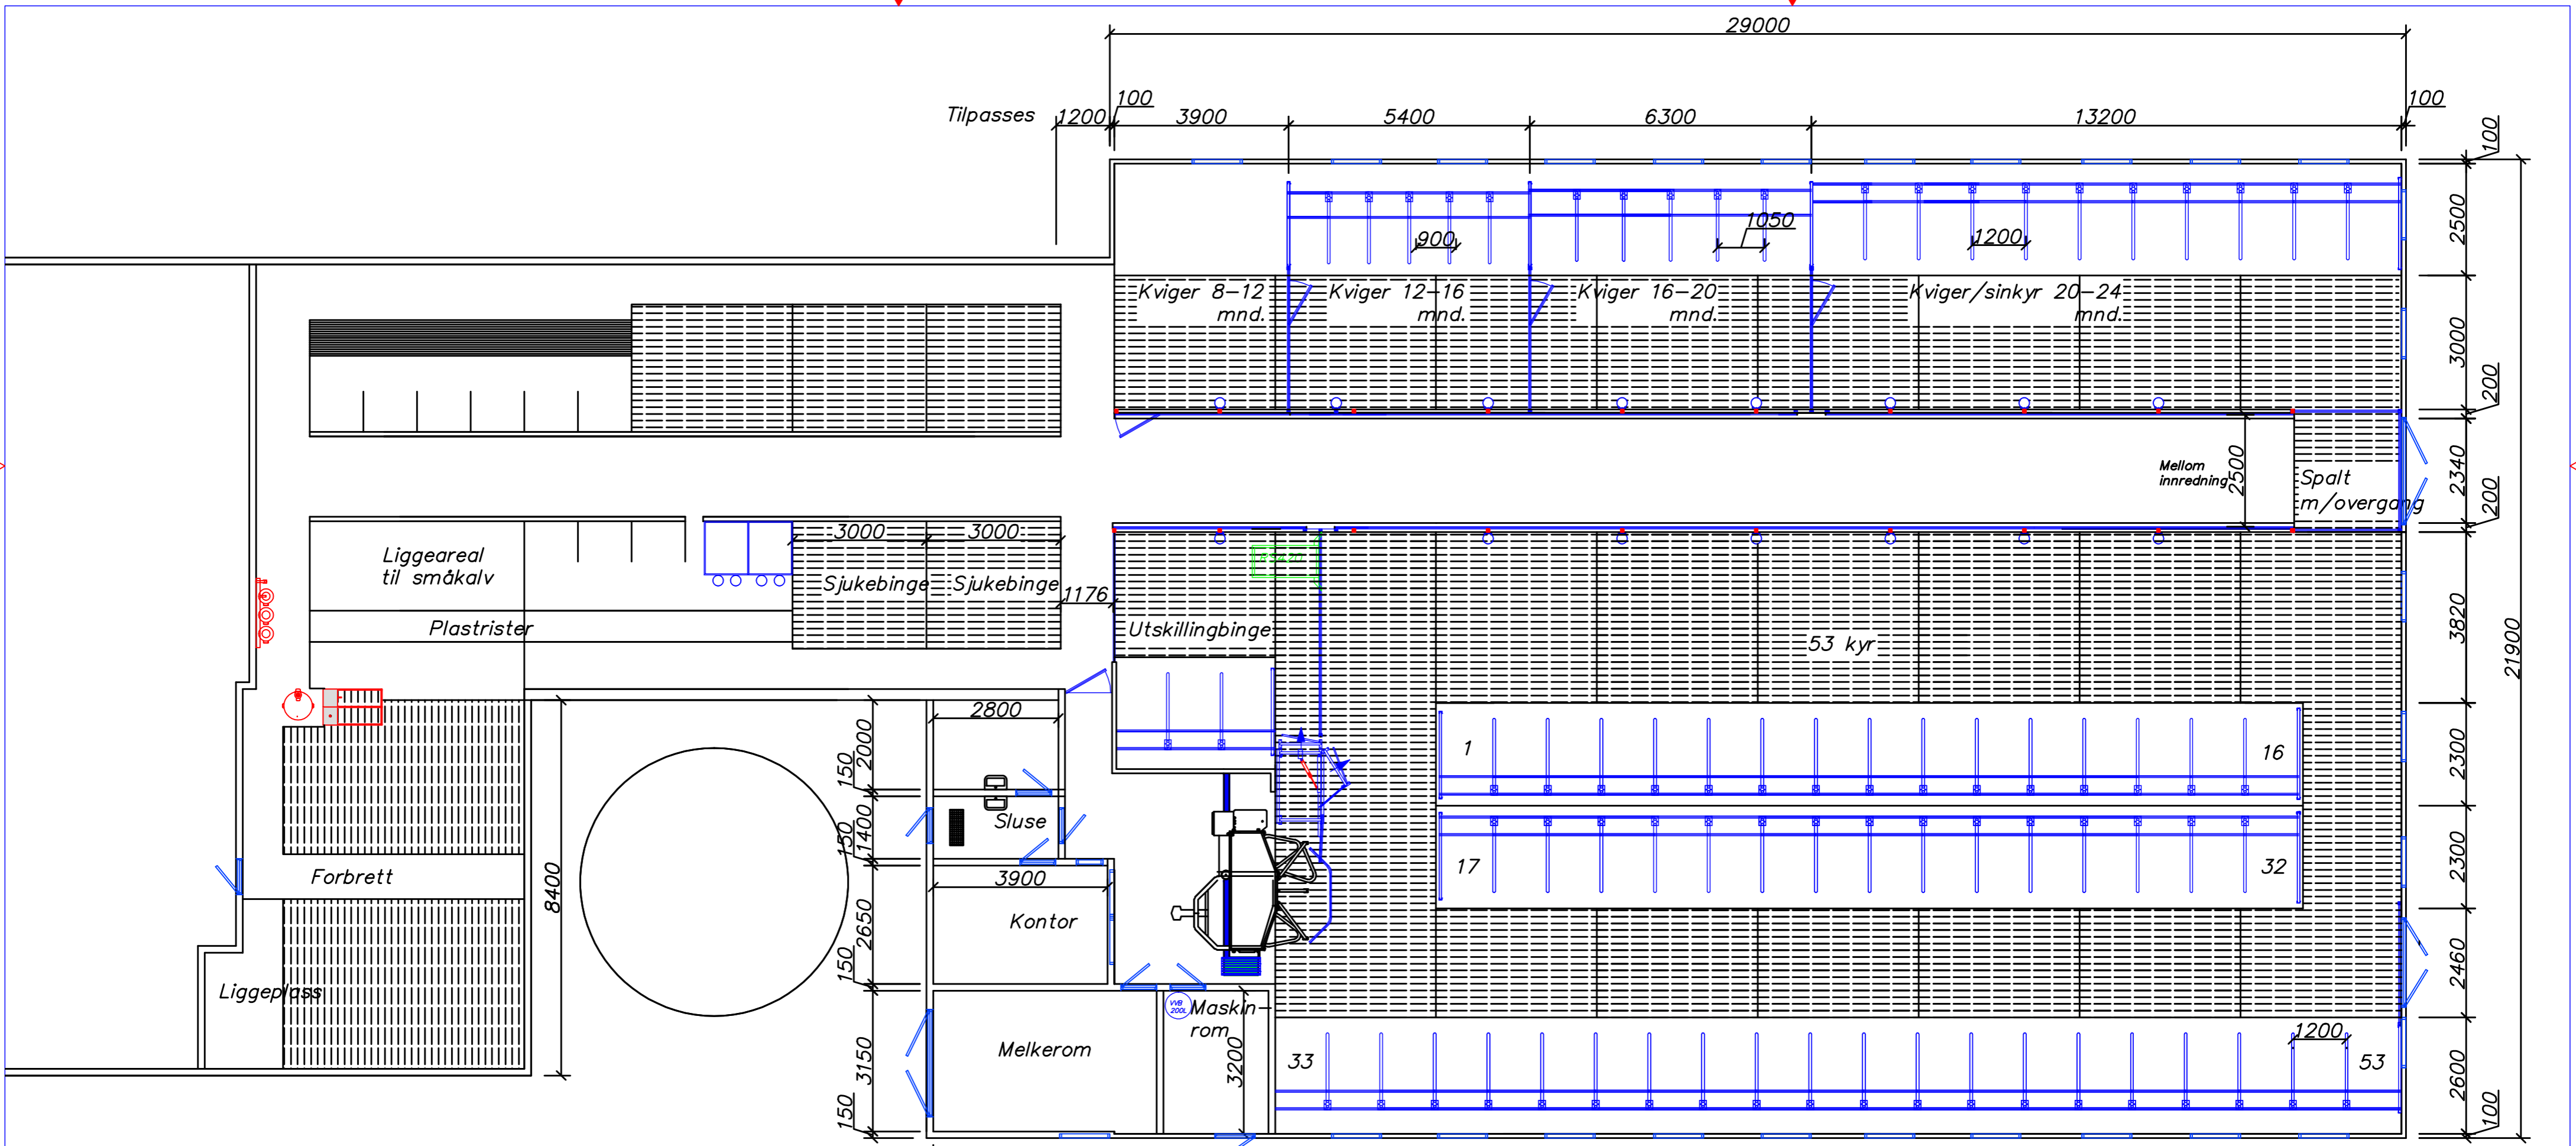 29000
Tilpasses 1200 100 3900 5400 6300 13200 100
100
900 1050 1200 2500
Kviger 8-12 mnd.
Kviger 12-16 mnd.
Kviger 16-20 mnd.
Kviger/sinkyr 20-24 mnd.
3000
200
Mellom
innredning
2500
Spalt
m/overgang
2340
200
Liggeareal
til småkalv
3000 3000
Sjukebinge Sjukebinge
1176
Plastrister
Utskillingbinge
53 kyr
3820
21900
2800
2000
150
1 16
2300
Sluse
1400
150
17 32
2300
Forbrett
8400
3900
Kontor
2650
150
2460
Liggeplass
VVB
200L
Maskin-
rom
Melkerom
3150
3200
150
33 53
1200
2600
100